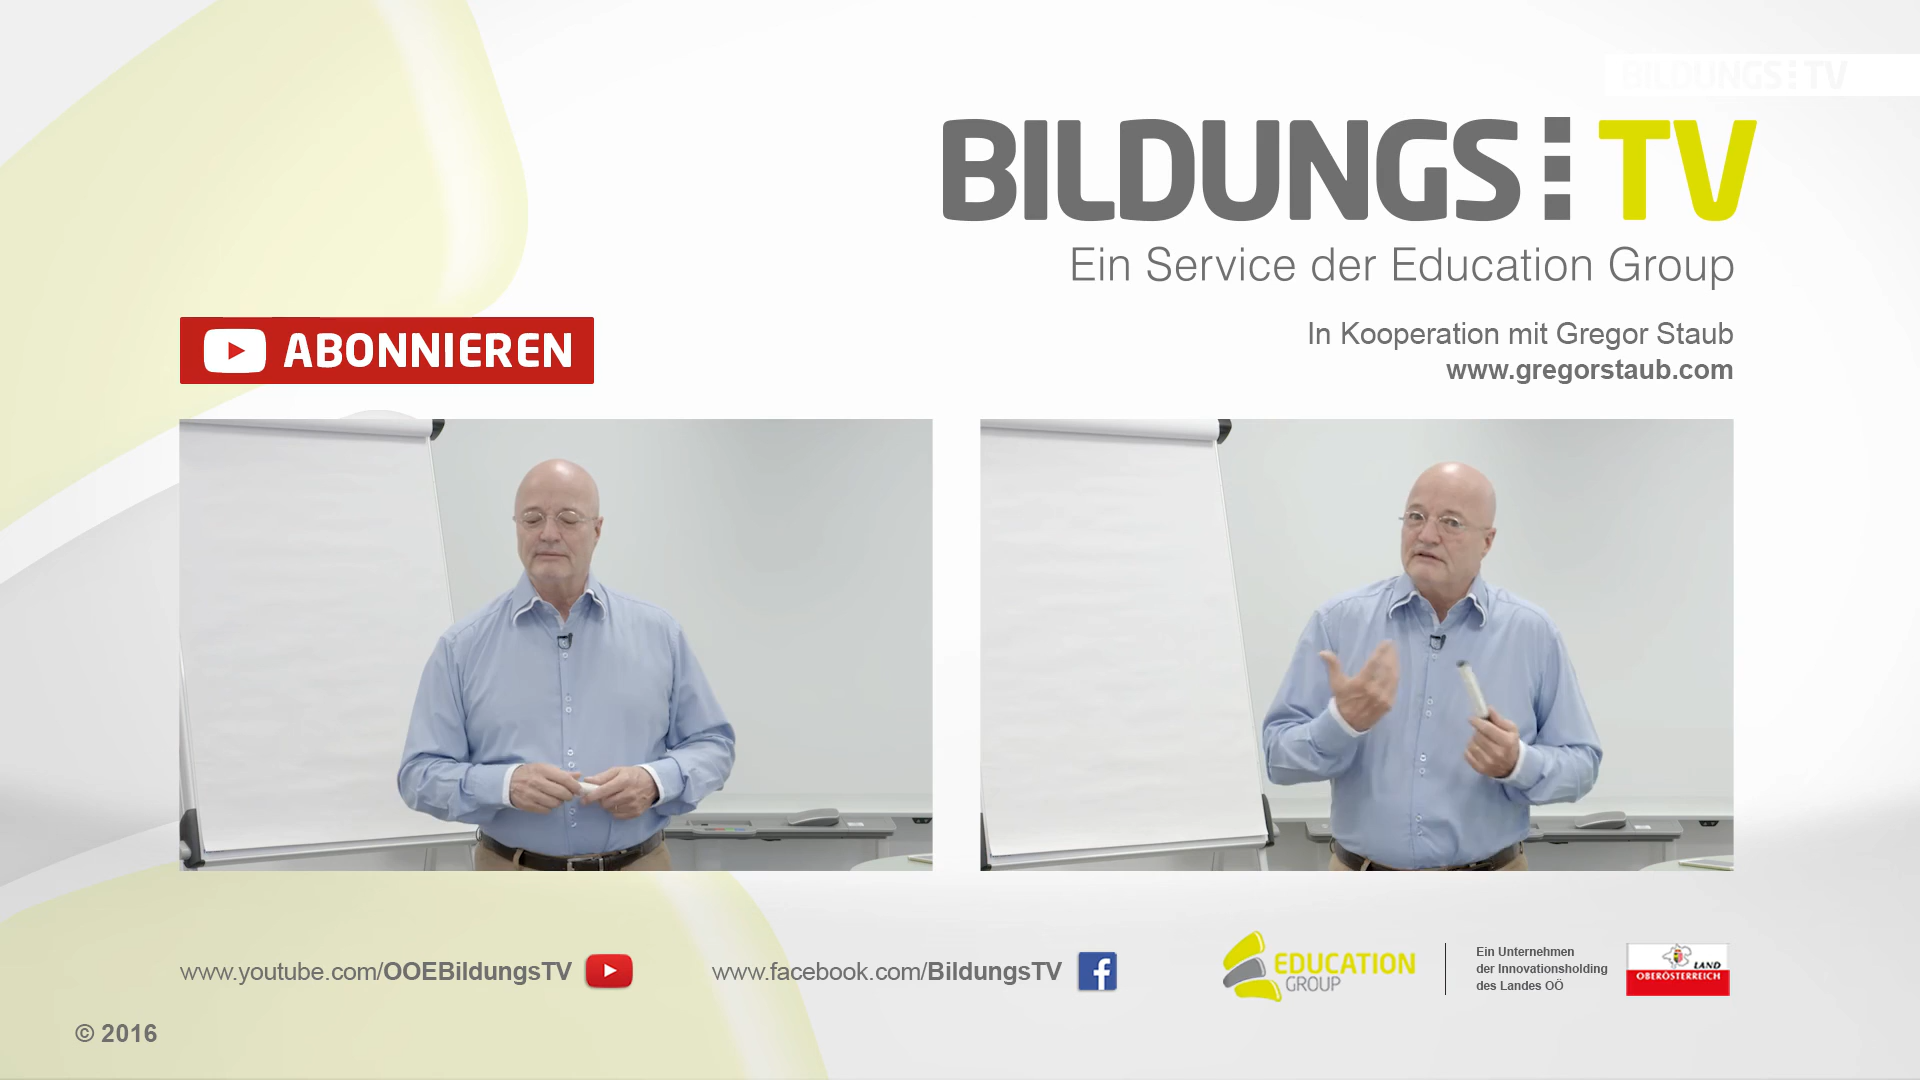 BILDUNGS TV
BILDUNGS TV
Ein Service der Education Group
ABONNIEREN
In Kooperation mit Gregor Staub
www.gregorstaub.com
www.youtube.com/OOEBildungsTV
www.facebook.com/BildungsTV
EDUCATION
GROUP
Ein Unternehmen
der Innovationsholding
des Landes OÖ
LAND
OBERÖSTERREICH
© 2016